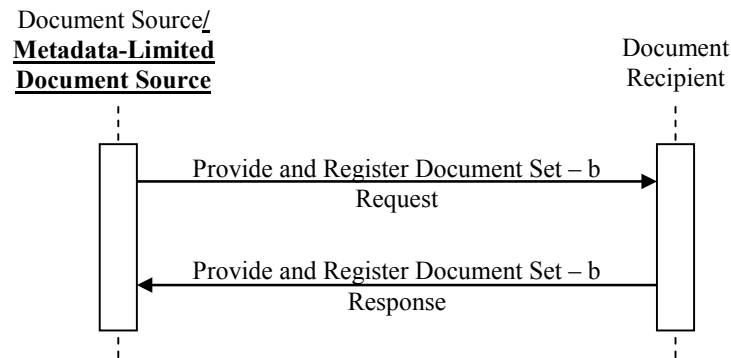 Document Source/
Metadata-Limited
Document Source
Document
Recipient
Provide and Register Document Set – b
Request
Provide and Register Document Set – b
Response